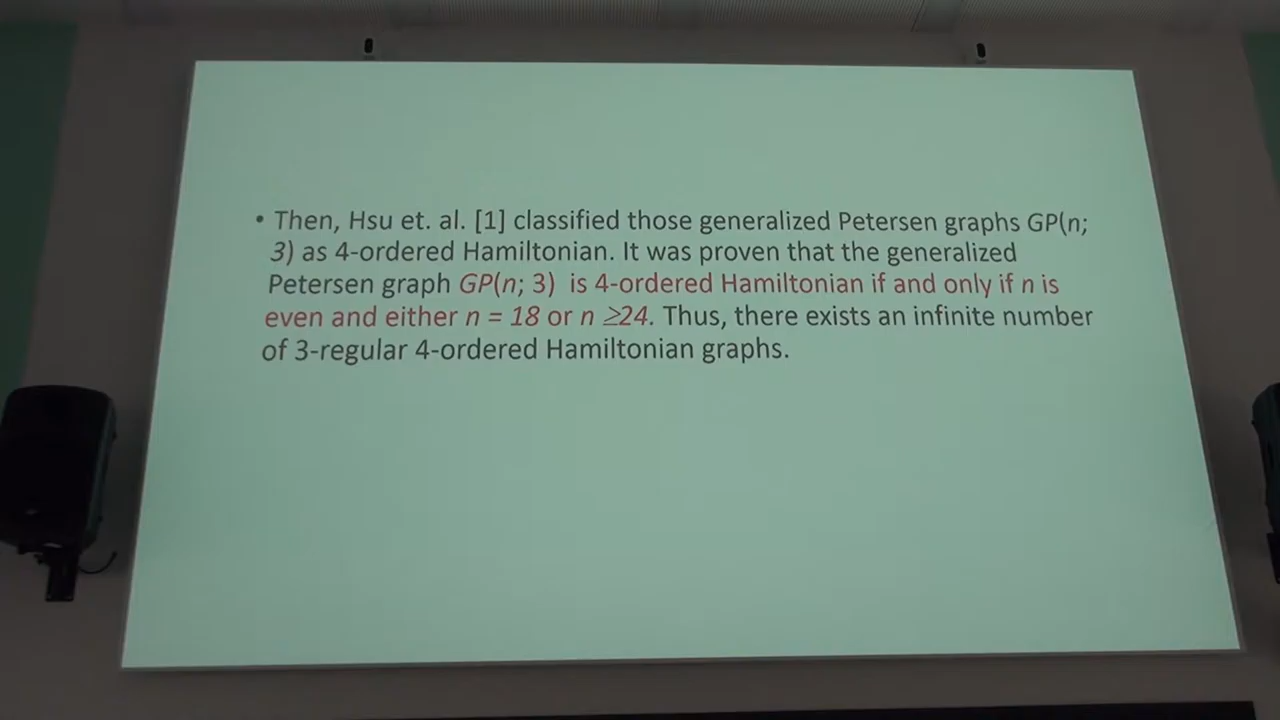 • Then, Hsu et. al. [1] classified those generalized Petersen graphs GP(n;
3) as 4-ordered Hamiltonian. It was proven that the generalized
Petersen graph GP(n; 3) is 4-ordered Hamiltonian if and only if n is
even and either n = 18 or n ≥24. Thus, there exists an infinite number
of 3-regular 4-ordered Hamiltonian graphs.